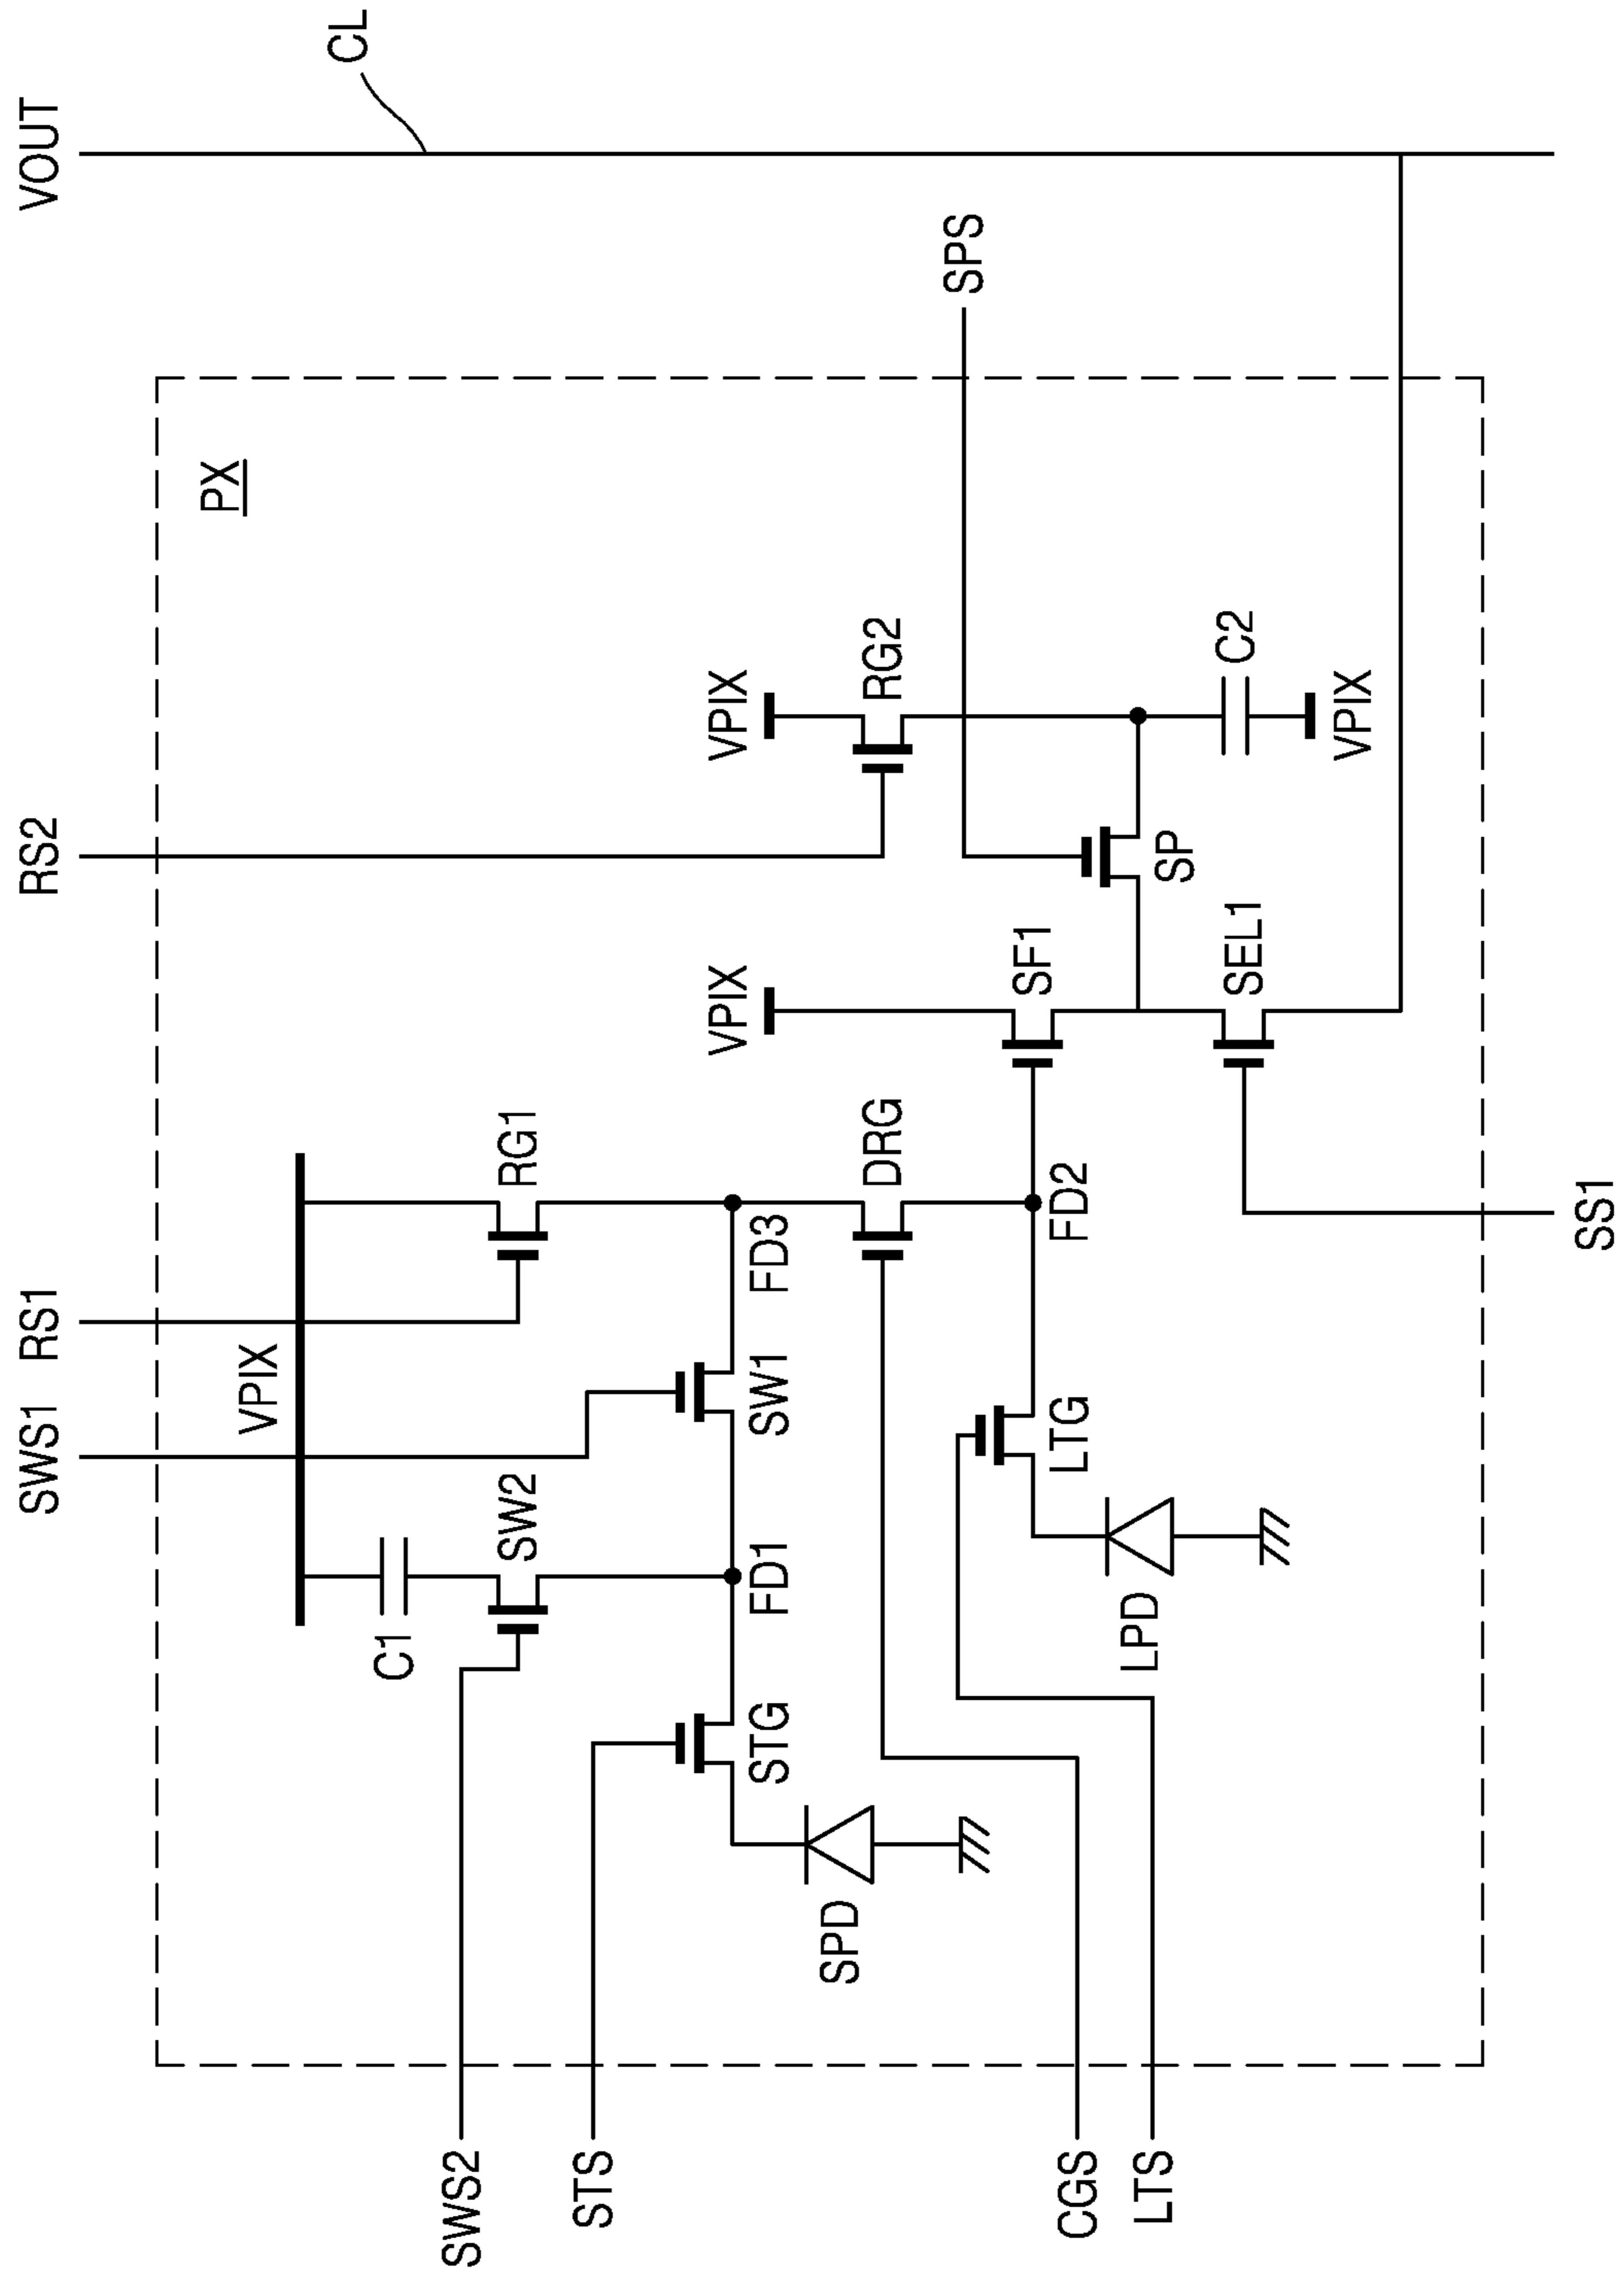 SWS1
RS1
RS2
VOUT
CL
PX
VPIX
SWS2
C1
SW2
RG1
STS
STG
FD1
SW1
FD3
VPIX
VPIX
RG2
SPS
SPD
DRG
SF1
CGS
LTS
LPD
LTG
FD2
SP
SEL1
C2
VPIX
SS1